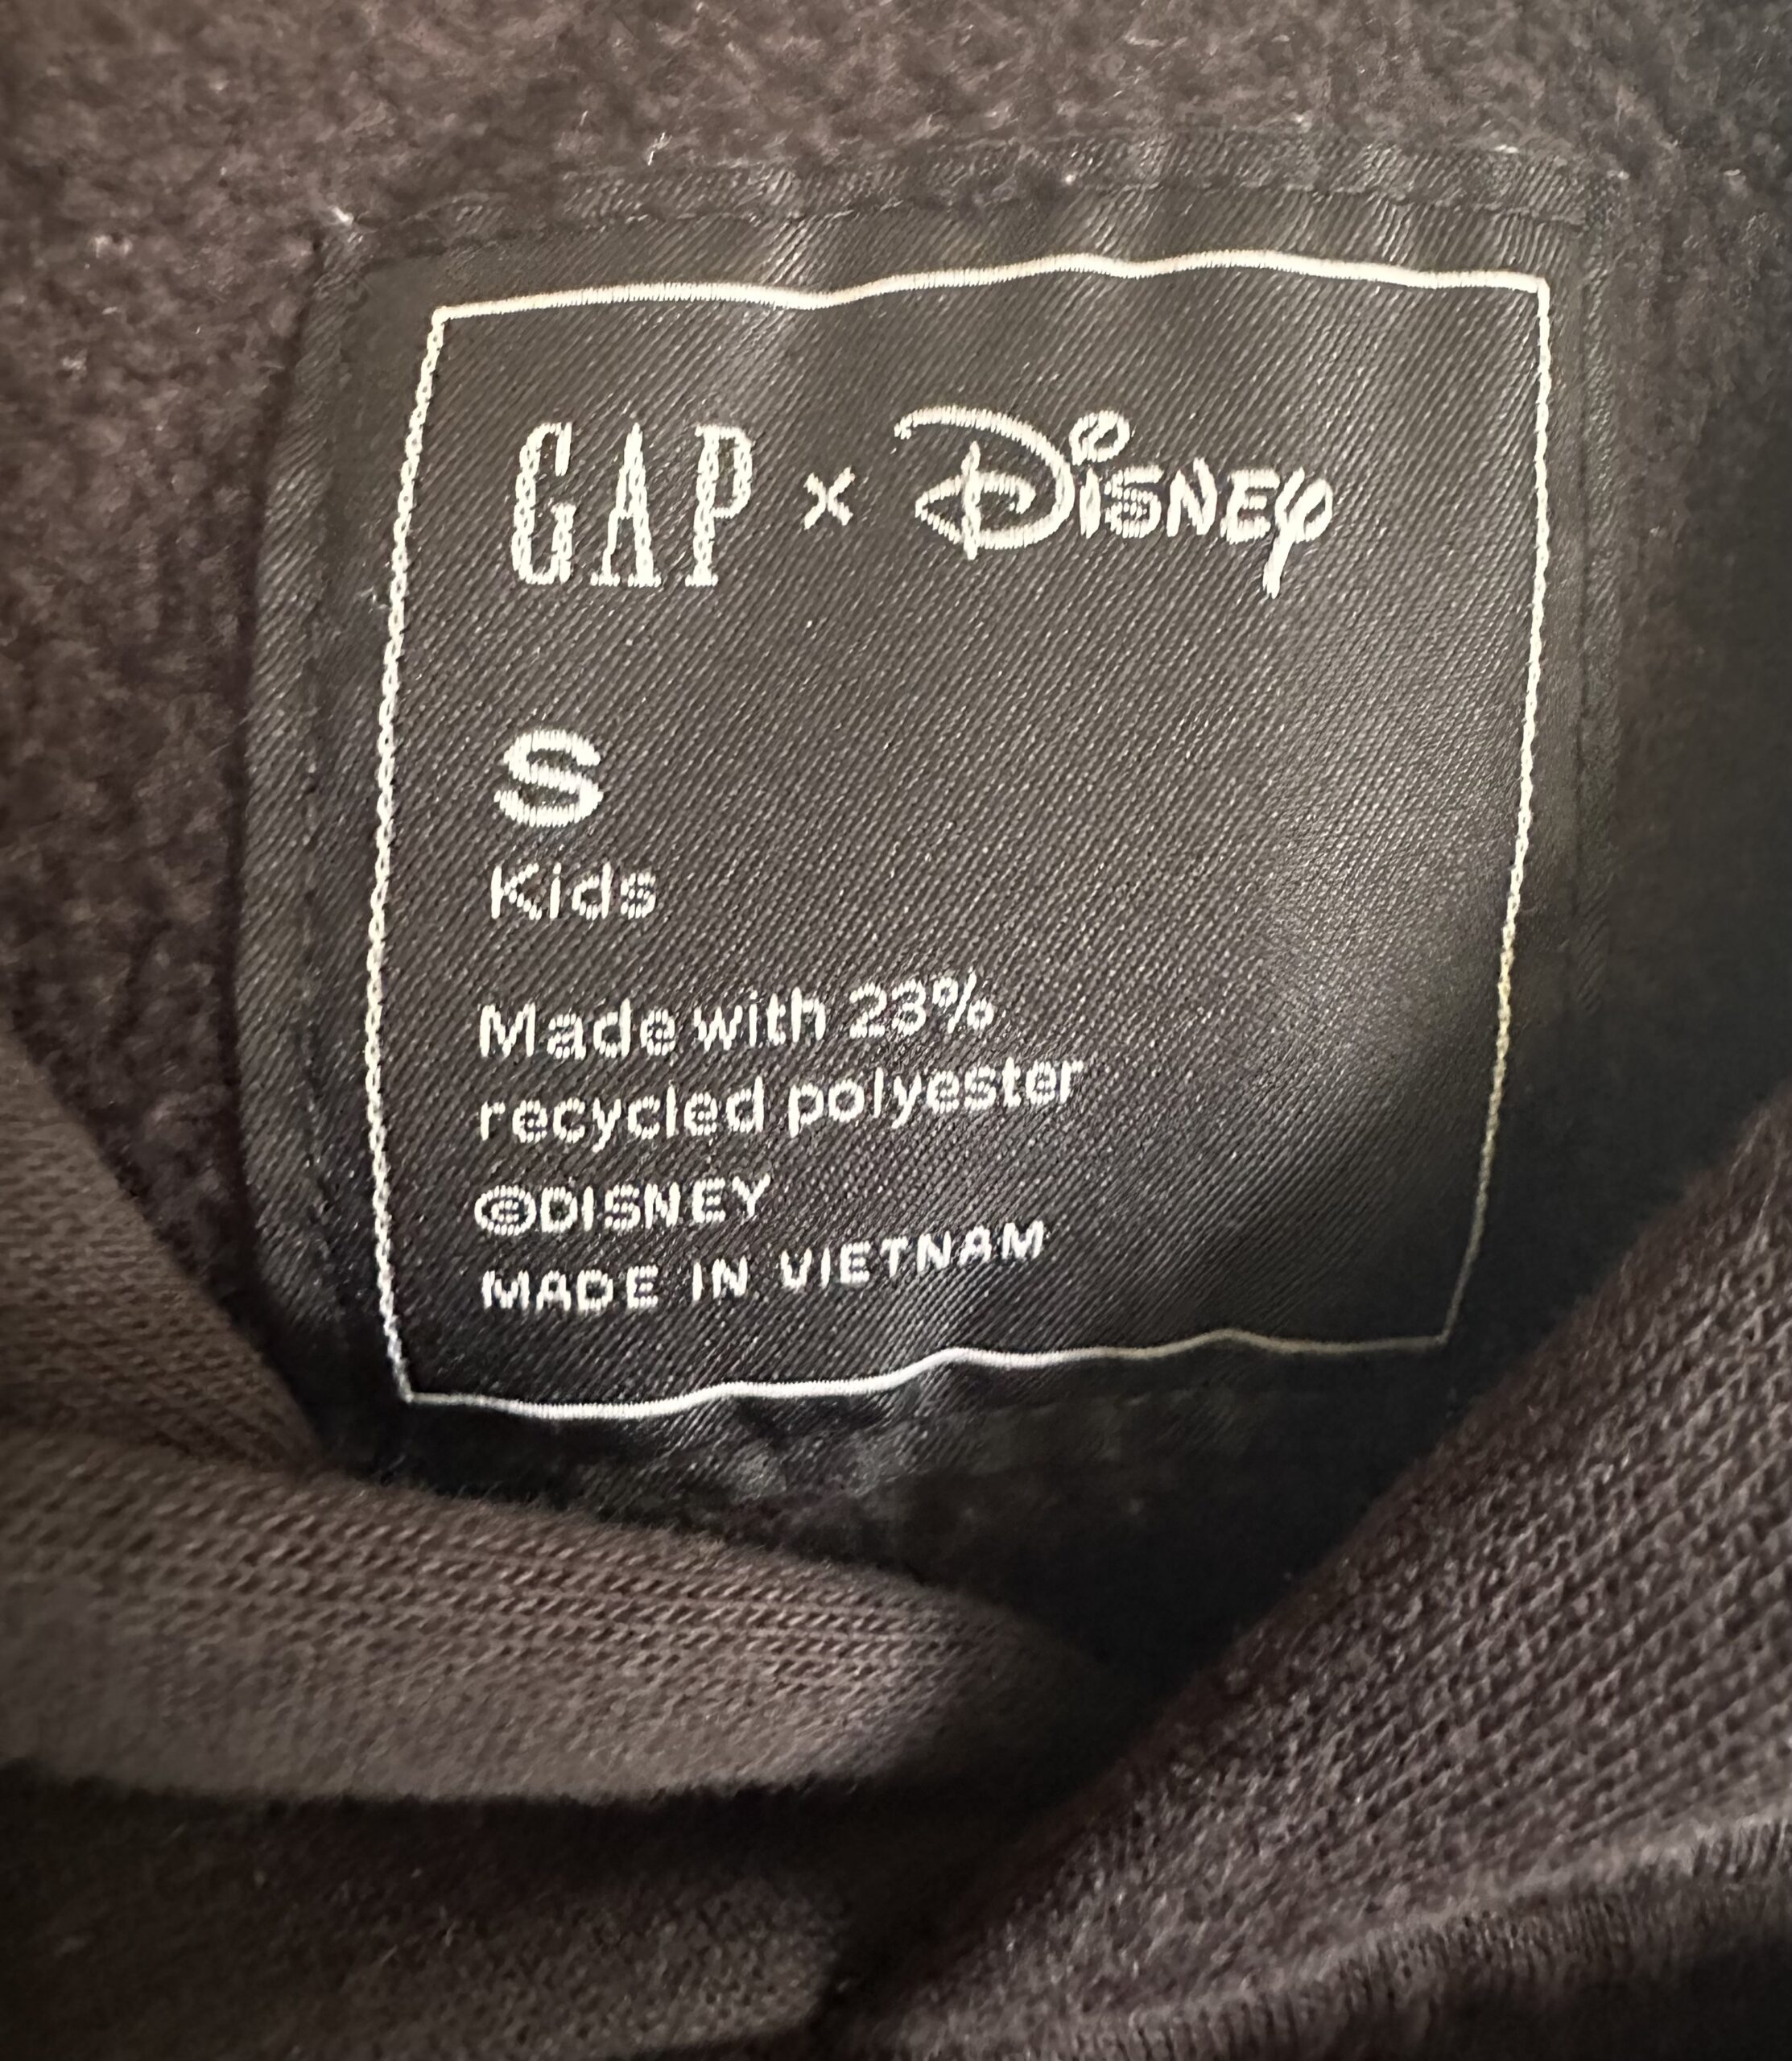 GAP × Disney
S
Kids
Made with 23%
recycled polyester
©DISNEY
MADE IN VIETNAM